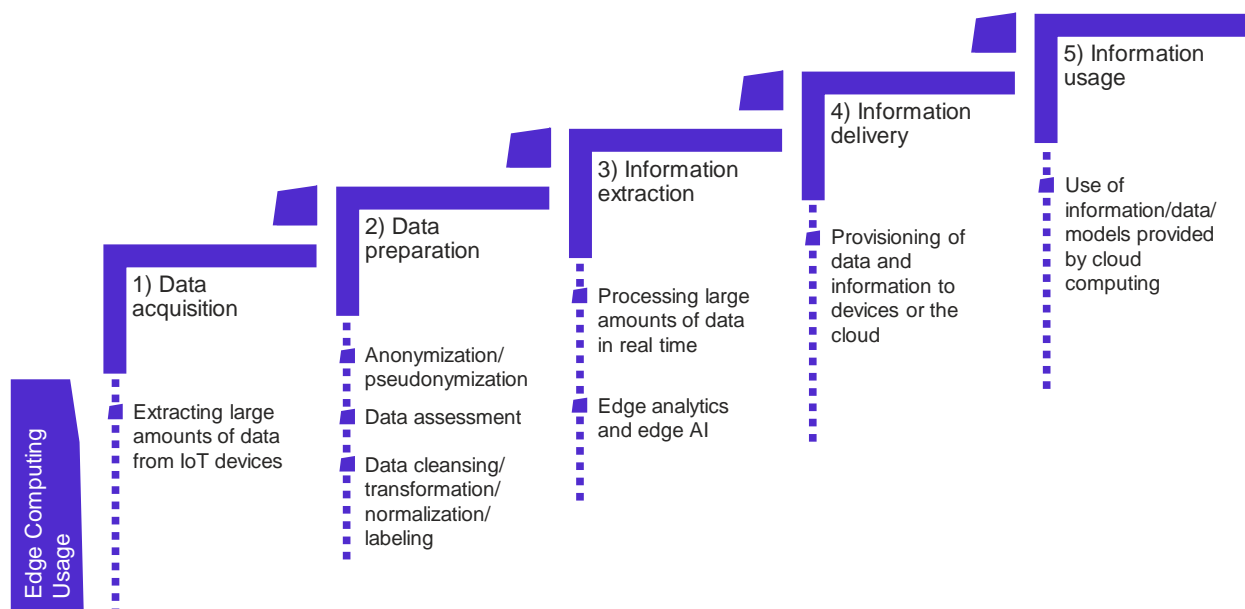 Edge Computing
Usage
1) Data
acquisition
Extracting large
amounts of data
from IoT devices
2) Data
preparation
Anonymization/
pseudonymization
Data assessment
Data cleansing/
transformation/
normalization/
labeling
3) Information
extraction
Processing large
amounts of data
in real time
Edge analytics
and edge AI
4) Information
delivery
Provisioning of
data and
information to
devices or the
cloud
5) Information
usage
Use of
information/data/
models provided
by cloud
computing